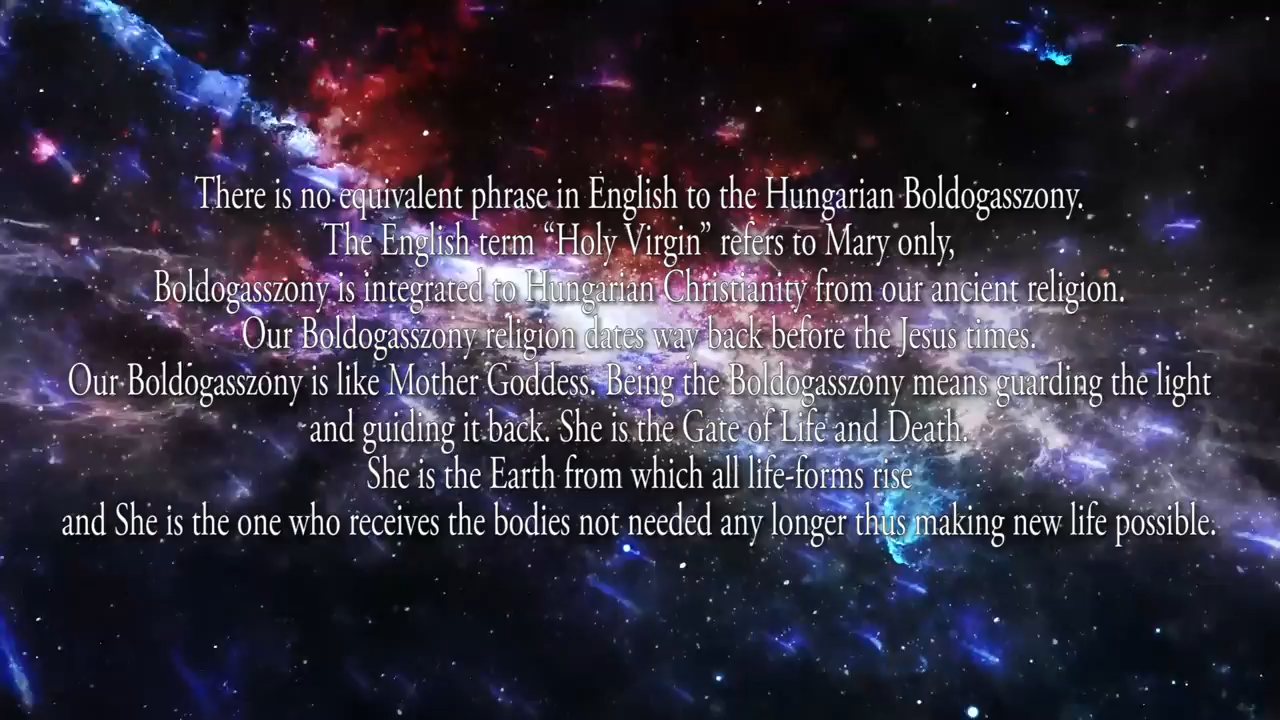 There is no equivalent phrase in English to the Hungarian Boldogasszony.
The English term “Holy Virgin” refers to Mary only,
Boldogasszony is integrated to Hungarian Christianity from our ancient religion.
Our Boldogasszony religion dates way back before the Jesus times.
Our Boldogasszony is like Mother Goddess. Being the Boldogasszony means guarding the light
and guiding it back. She is the Gate of Life and Death.
She is the Earth from which all life-forms rise
and She is the one who receives the bodies not needed any longer thus making new life possible.